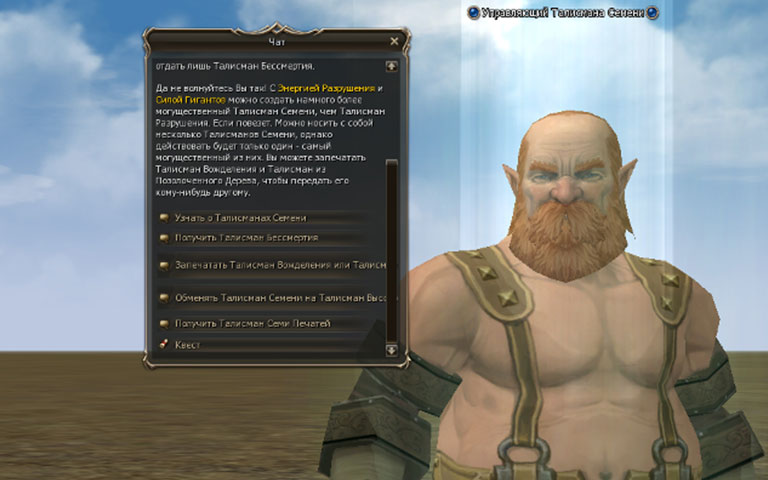 Управляющий Талисмана Семени
Чат
отдать лишь Талисман Бессмертия.
Да не волнуйтесь Вы так! С Энергией Разрушения и
Силой Гигантов можно создать намного более
могущественный Талисман Семени, чем Талисман
Разрушения. Если повезет. Можно носить с собой
несколько Талисманов Семени, однако
действовать будет только один - самый
могущественный из них. Вы можете запечатать
Талисман Вожделения и Талисман из
Позолоченного Дерева, чтобы передать его
кому-нибудь другому.
Узнать о Талисманах Семени
Получить Талисман Бессмертия
Запечатать Талисман Вожделения или Талисм
Обменять Талисман Семени на Талисман Выс
Получить Талисман Семи Печатей
Квест